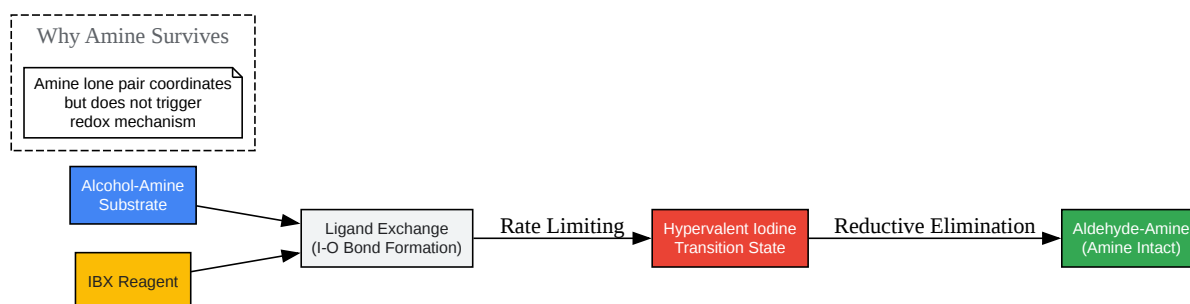 Why Amine Survives
Amine lone pair coordinates
but does not trigger
redox mechanism
Alcohol-Amine
Substrate
IBX Reagent
Ligand Exchange
(I-O Bond Formation)
Rate Limiting
Hypervalent Iodine
Transition State
Reductive Elimination
Aldehyde-Amine
(Amine Intact)